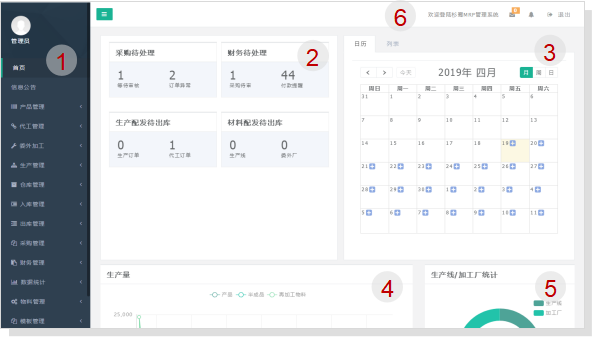 管理员
首页
信息公告
产品管理
代工管理
委外加工
生产管理
仓库管理
入库管理
出库管理
采购管理
财务管理
数据统计
物料管理
模板管理
1
6
欢迎登陆杉霸MRP管理系统
退出
采购待处理
财务待处理
2
1
2
1
44
等待审核
订单异常
采购待审
付款提醒
生产配发待出库
材料配发待出库
0
1
0
0
生产订单
代工订单
生产线
委外厂
日历
3
今天
2019年 四月
月
周
日
周日 周一 周二 周三 周四 周五 周六
31 1 2 3 4 5 6
7 8 9 10 11 12 13
14 15 16 17 18 19 20
21 22 23 24 25 26 27
28 29 30 1 2 3 4
5 6 7 8 9 10 11
生产量
4
产品
半成品
需加工物料
25,000
生产线/加工厂统计
5
生产线
加工厂